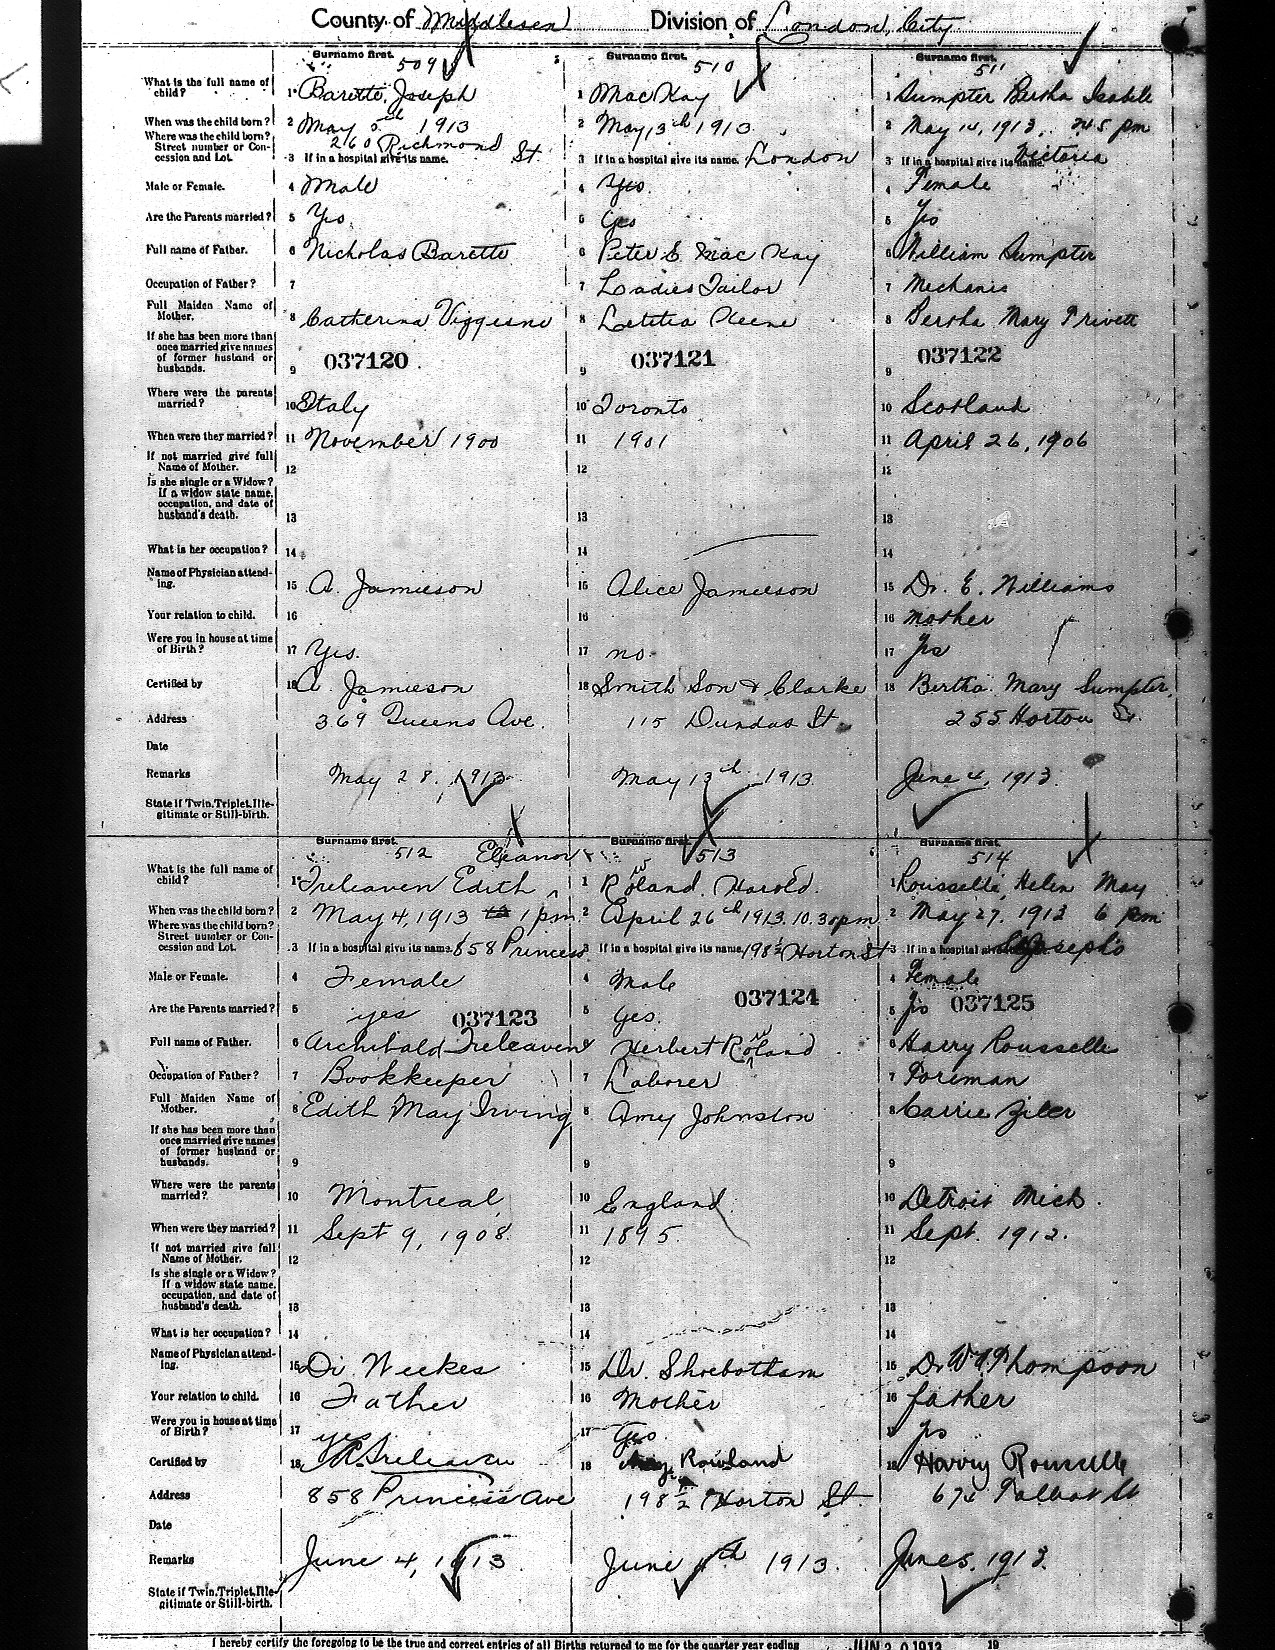 County of Middlesex Division of London City
Surname first. 509
What is the full name of child? 1 Barette, Joseph
When was the child born? 2 May 5th 1913
Where was the child born? Street number or Concession and Lot. 260 Richmond St.
3 If in a hospital give its name.
Male or Female. 4 Male
Are the Parents married? 5 Yes
Full name of Father. 6 Nicholas Barette
Occupation of Father? 7
Full Maiden Name of Mother. 8 Catherina Viggiano
If she has been more than once married give names of former husband or husbands. 9
037120
Where were the parents married? 10 Italy
When were they married? 11 November 1900
If not married give full Name of Mother. 12
Is she single or a Widow? If a widow state name, occupation, and date of husband's death. 13
What is her occupation? 14
Name of Physician attending. 15 A. Jamieson
Your relation to child. 16
Were you in house at time of Birth? 17 Yes.
Certified by 18 A. Jamieson
Address 369 Queens Ave.
Date
Remarks May 28, 1913
State if Twin, Triplet, Illegitimate or Still-birth.
Surname first. 510
1 MacKay
2 May 13th 1913
3 If in a hospital give its name. London
4 Yes.
5 Yes
6 Peter S. MacKay
7 Ladies Tailor
8 Letitia Keene
9
037121
10 Toronto
11 1901
12
13
14
15 Alice Jamieson
16
17 no
18 Smith Son & Clarke
115 Dundas St.
May 13th 1913
Surname first. 511
1 Sumpter Bertha Isabell
2 May 14, 1913, 745 pm
3 If in a hospital give its name. Victoria
4 Female
5 Yes
6 William Sumpter
7 Mechanic
8 Bertha Mary Privett
9
037122
10 Scotland
11 April 26, 1906
12
13
14
15 Dr. E. Williams
16 mother
17 Yes
18 Bertha Mary Sumpter,
255 Horton St.
June 4, 1913
Surname first. 512 Eleanor
What is the full name of child? 1 Treleaven Edith ^
When was the child born? 2 May 4, 1913 1 pm
Where was the child born? Street number or Concession and Lot. 3 If in a hospital give its name. 858 Princess
Male or Female. 4 Female
Are the Parents married? 5 yes
037123
Full name of Father. 6 Archibald Treleaven
Occupation of Father? 7 Bookkeeper
Full Maiden Name of Mother. 8 Edith May Irving
If she has been more than once married give names of former husband or husbands. 9
Where were the parents married? 10 Montreal
When were they married? 11 Sept 9, 1908
If not married give full Name of Mother. 12
Is she single or a Widow? If a widow state name, occupation, and date of husband's death. 13
What is her occupation? 14
Name of Physician attending. 15 Dr. Weekes
Your relation to child. 16 Father
Were you in house at time of Birth? 17 yes
Certified by 18 Treleaven
Address 858 Princess Ave
Date
Remarks June 4, 1913
State if Twin, Triplet, Illegitimate or Still-birth.
Surname first. 513
1 Rowland. Harold.
2 April 26th 1913. 10.30 pm
3 If in a hospital give its name. 198½ Horton St
4 Male
037124
5 Yes.
6 Herbert Rowland
7 Laborer
8 Amy Johnston
9
10 England
11 1895.
12
13
14
15 Dr. Shoebotham
16 Mother
17 Yes
18 Rowland
198½ Horton St.
June 4th 1913.
Surname first. 514
1 Rousselle, Helen May
2 May 27, 1913 6 pm
3 If in a hospital give its name. St Joseph's
4 Female
5 Yes 037125
6 Harry Rousselle
7 Foreman
8 Carrie Ziler
9
10 Detroit Mich.
11 Sept. 1912.
12
13
14
15 Dr W. J. Thompson
16 father
17 Yes
18 Harry Rousselle
Talbot St
June 5, 1913.
I hereby certify the foregoing to be the true and correct entries of all Births returned to me for the quarter year ending JUN 30 1913 19